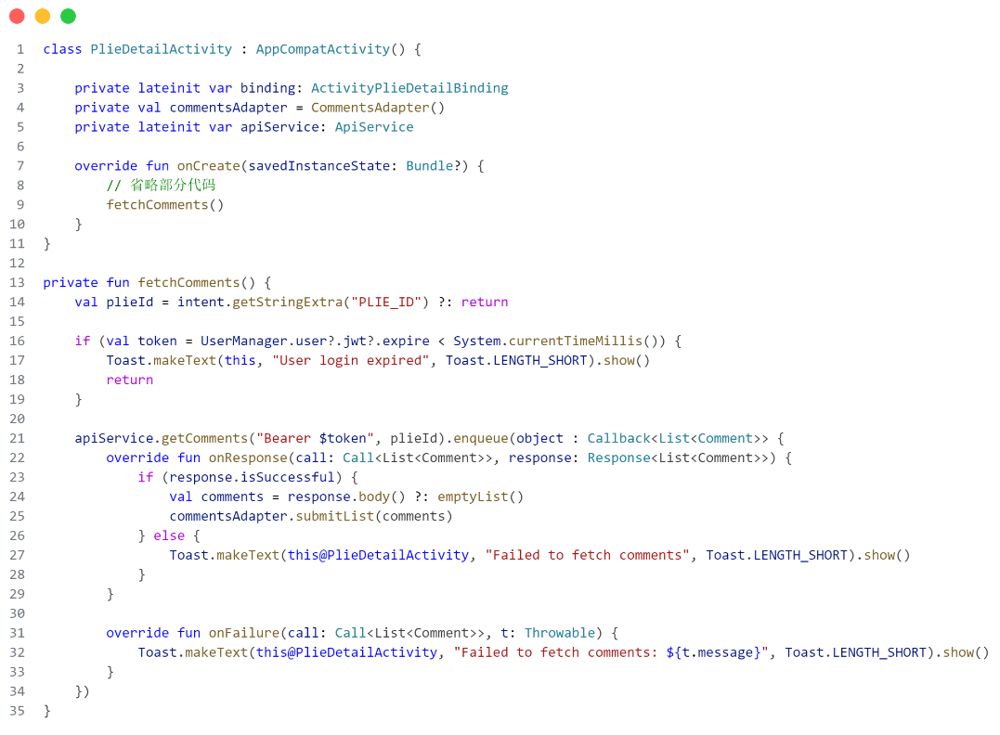 1 class PlieDetailActivity : AppCompatActivity() {
2
3     private lateinit var binding: ActivityPlieDetailBinding
4     private val commentsAdapter = CommentsAdapter()
5     private lateinit var apiService: ApiService
6
7     override fun onCreate(savedInstanceState: Bundle?) {
8         // 省略部分代码
9         fetchComments()
10     }
11 }
12
13 private fun fetchComments() {
14     val plieId = intent.getStringExtra("PLIE_ID") ?: return
15
16     if (val token = UserManager.user?.jwt?.expire < System.currentTimeMillis()) {
17         Toast.makeText(this, "User login expired", Toast.LENGTH_SHORT).show()
18         return
19     }
20
21     apiService.getComments("Bearer $token", plieId).enqueue(object : Callback<List<Comment>> {
22         override fun onResponse(call: Call<List<Comment>>, response: Response<List<Comment>>) {
23             if (response.isSuccessful) {
24                 val comments = response.body() ?: emptyList()
25                 commentsAdapter.submitList(comments)
26             } else {
27                 Toast.makeText(this@PlieDetailActivity, "Failed to fetch comments", Toast.LENGTH_SHORT).show()
28             }
29         }
30
31         override fun onFailure(call: Call<List<Comment>>, t: Throwable) {
32             Toast.makeText(this@PlieDetailActivity, "Failed to fetch comments: ${t.message}", Toast.LENGTH_SHORT).show()
33         }
34     })
35 }